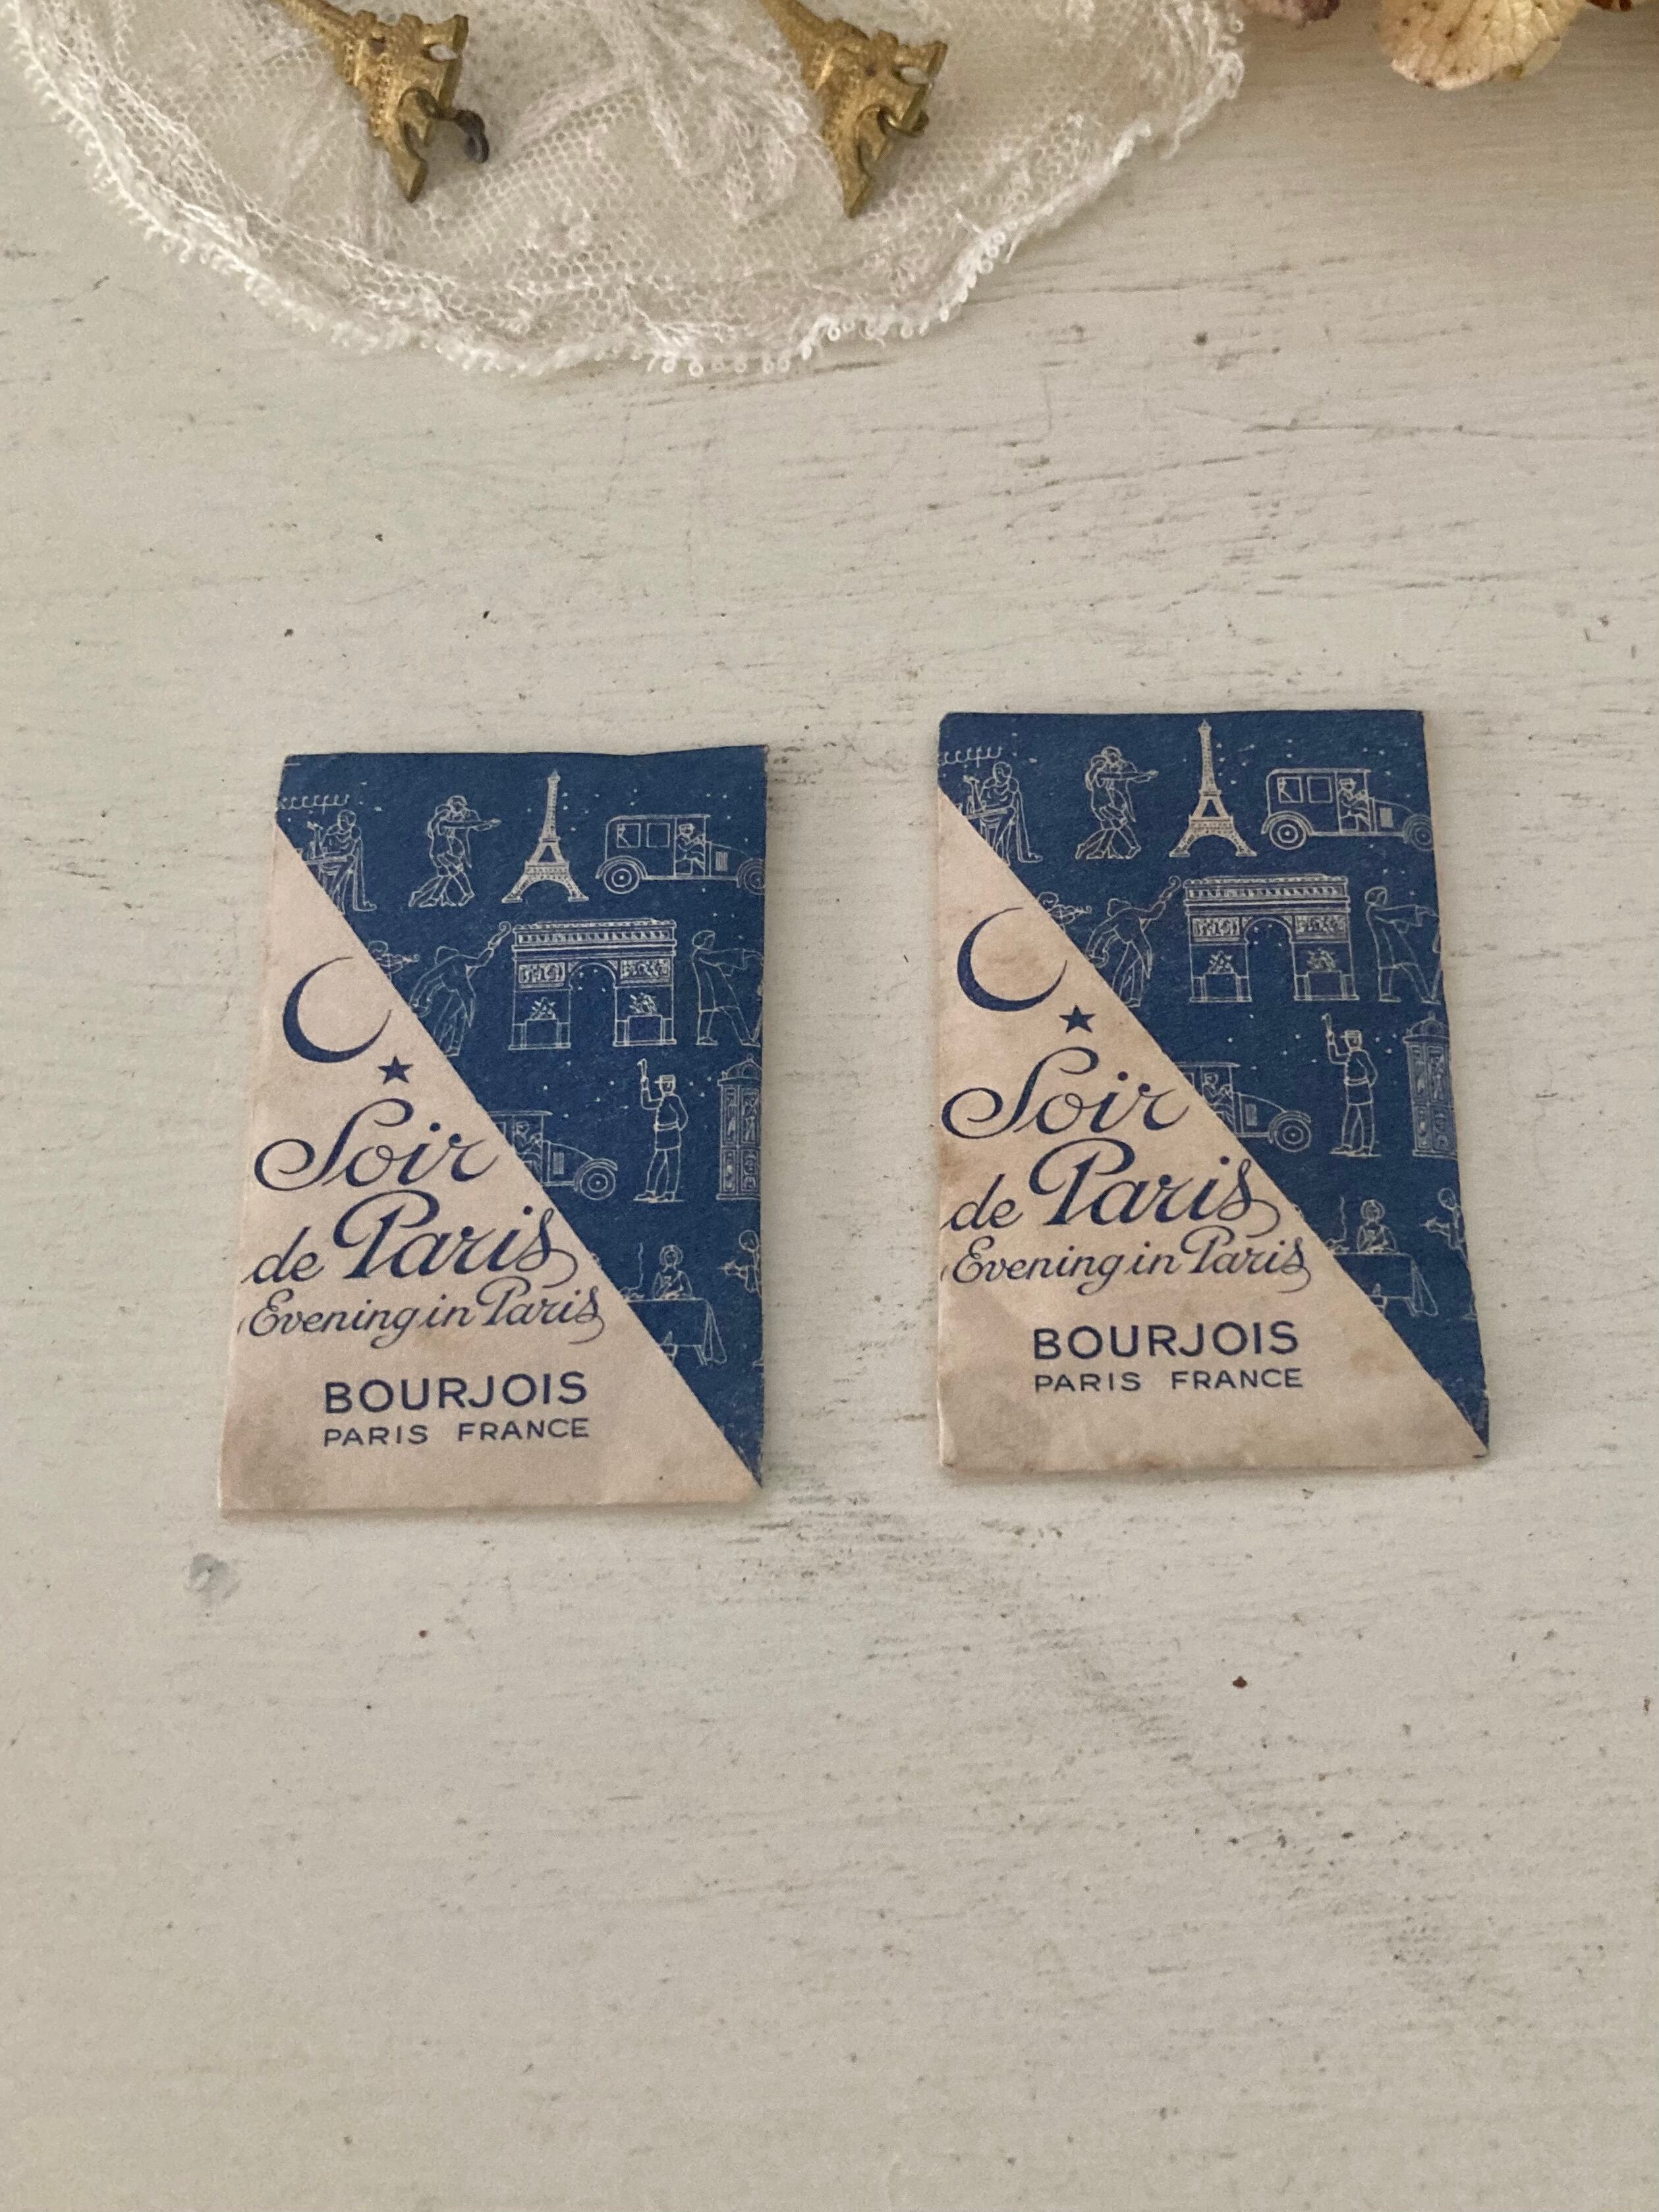 Soir
de Paris
Evening in Paris
BOURJOIS
PARIS FRANCE
Soir
de Paris
Evening in Paris
BOURJOIS
PARIS FRANCE